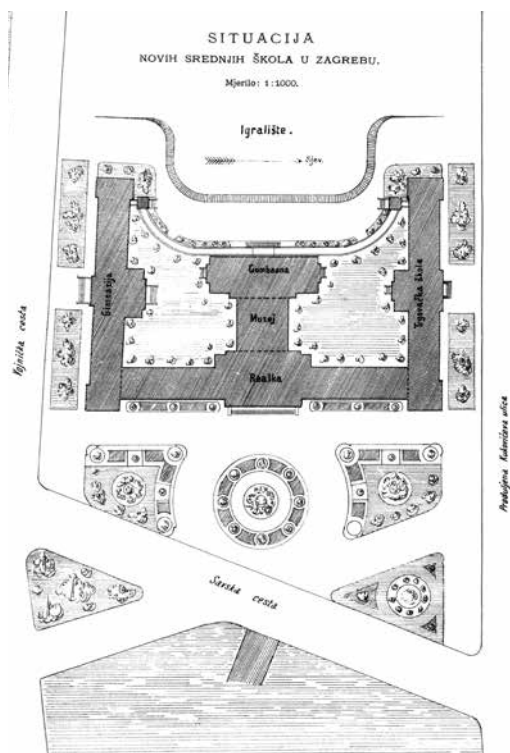 SITUACIJA
NOVIH SREDNJIH ŠKOLA U ZAGREBU.
Mjerilo: 1:1000.
Igralište.
Sjev.
Gombaona
Gimnazija
Muzej
Trgovačka škola
Realka
Vojnička cesta
Produljena Kukovićeva ulica
Savska cesta